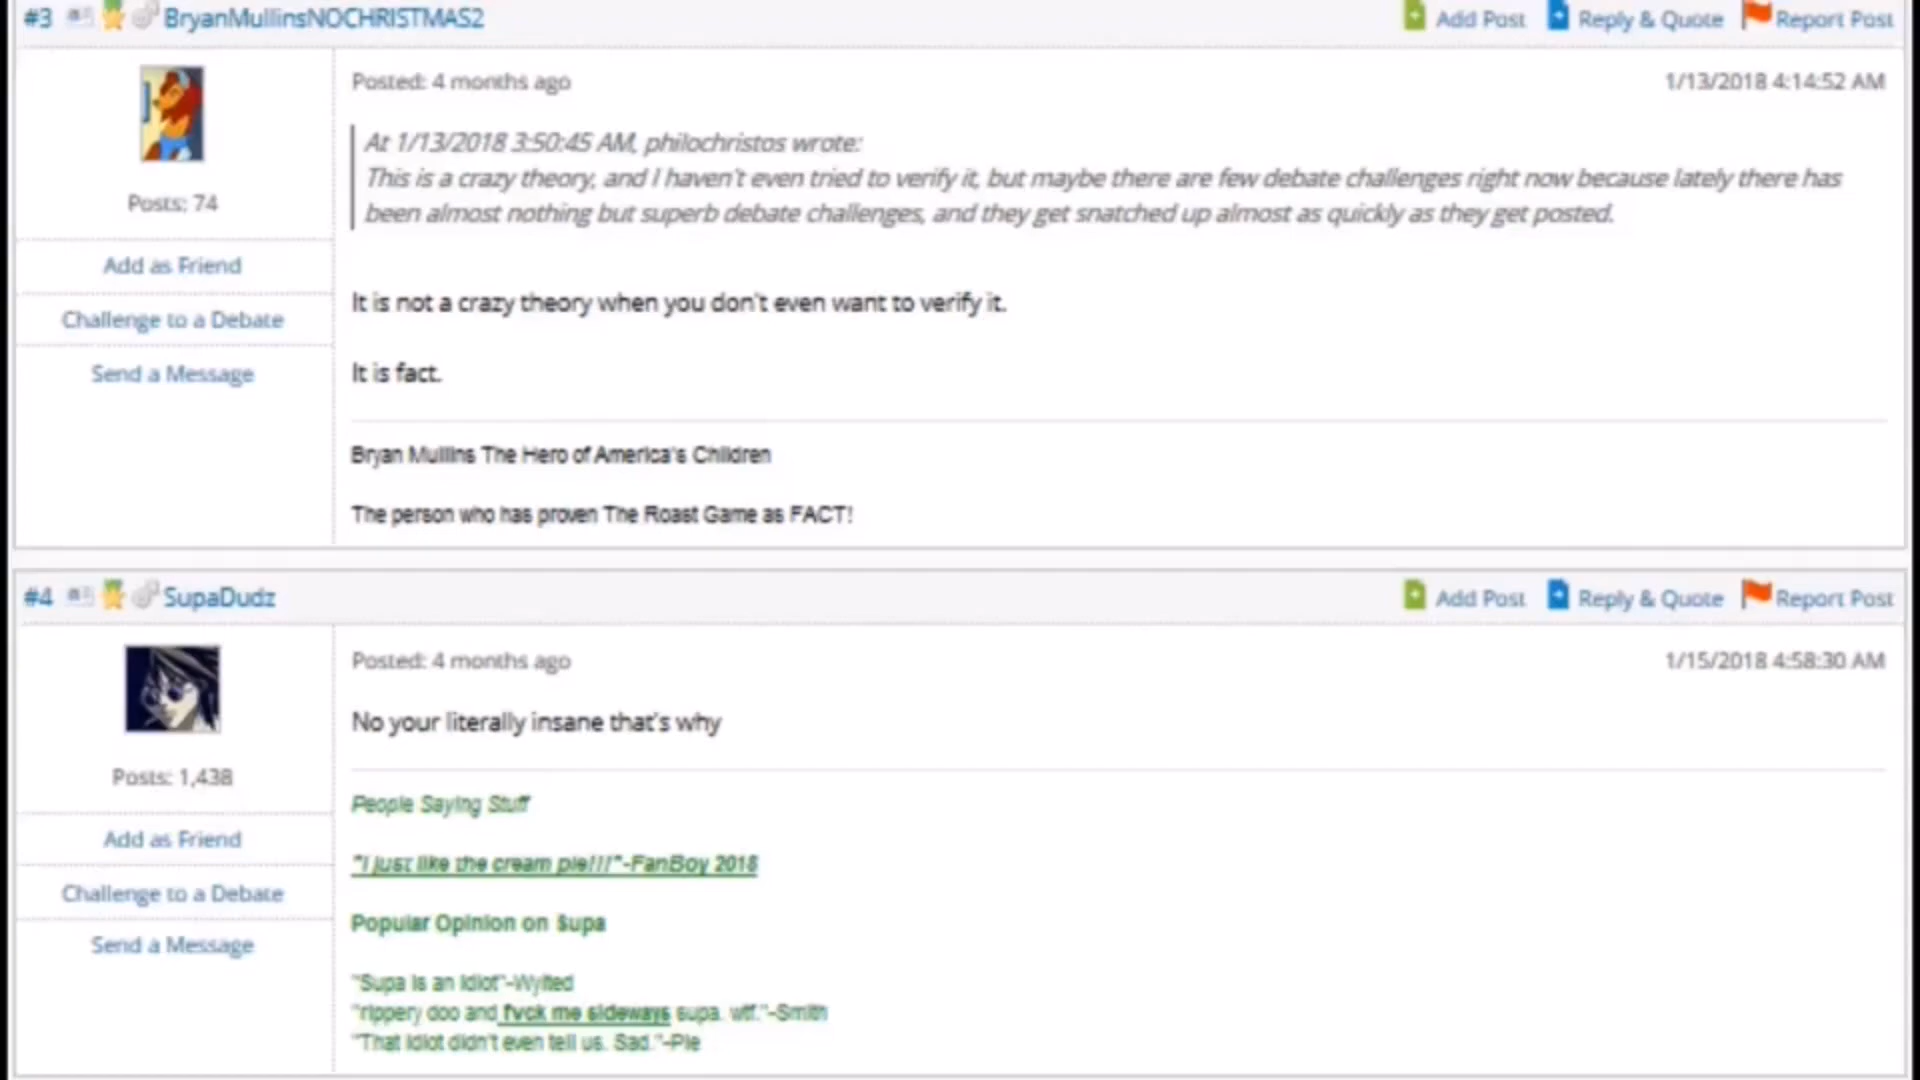 #3 BryanMullinsNOCHRISTMAS2 Add Post Reply & Quote Report Post
Posted: 4 months ago 1/13/2018 4:14:52 AM
At 1/13/2018 3:50:45 AM, philochristos wrote:
This is a crazy theory, and I haven't even tried to verify it, but maybe there are few debate challenges right now because lately there has
been almost nothing but superb debate challenges, and they get snatched up almost as quickly as they get posted.
Posts: 74
Add as Friend
Challenge to a Debate
Send a Message
It is not a crazy theory when you don't even want to verify it.
It is fact.
Bryan Mullins The Hero of America's Children
The person who has proven The Roast Game as FACT!
#4 SupaDudz Add Post Reply & Quote Report Post
Posted: 4 months ago 1/15/2018 4:58:30 AM
No your literally insane that's why
Posts: 1,438
Add as Friend
Challenge to a Debate
Send a Message
People Saying Stuff
"I just like the cream pie!!!"-FanBoy 2018
Popular Opinion on Supa
"Supa is an idiot"-Wylted
"rippery doo and fvck me sideways supa. wtf."-Smith
"That idiot didn't even tell us. Sad."-Pie